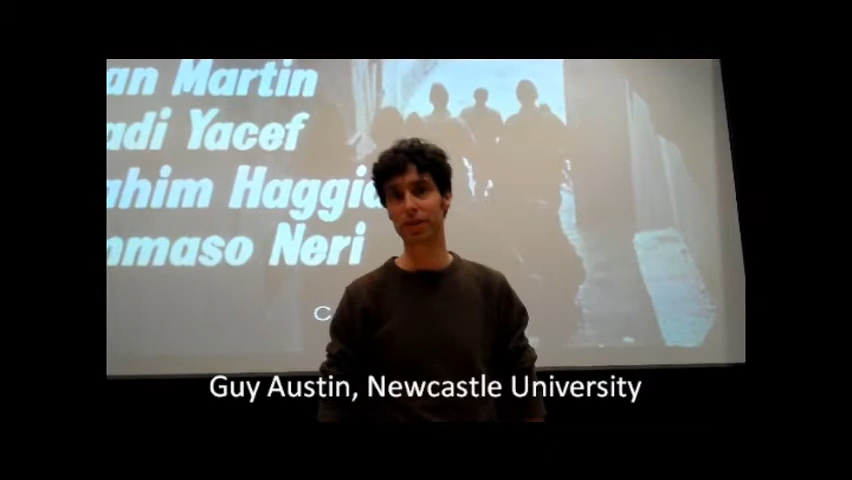 an Martin
adi Yacef
ahim Haggia
mmaso Neri
C
Guy Austin, Newcastle University